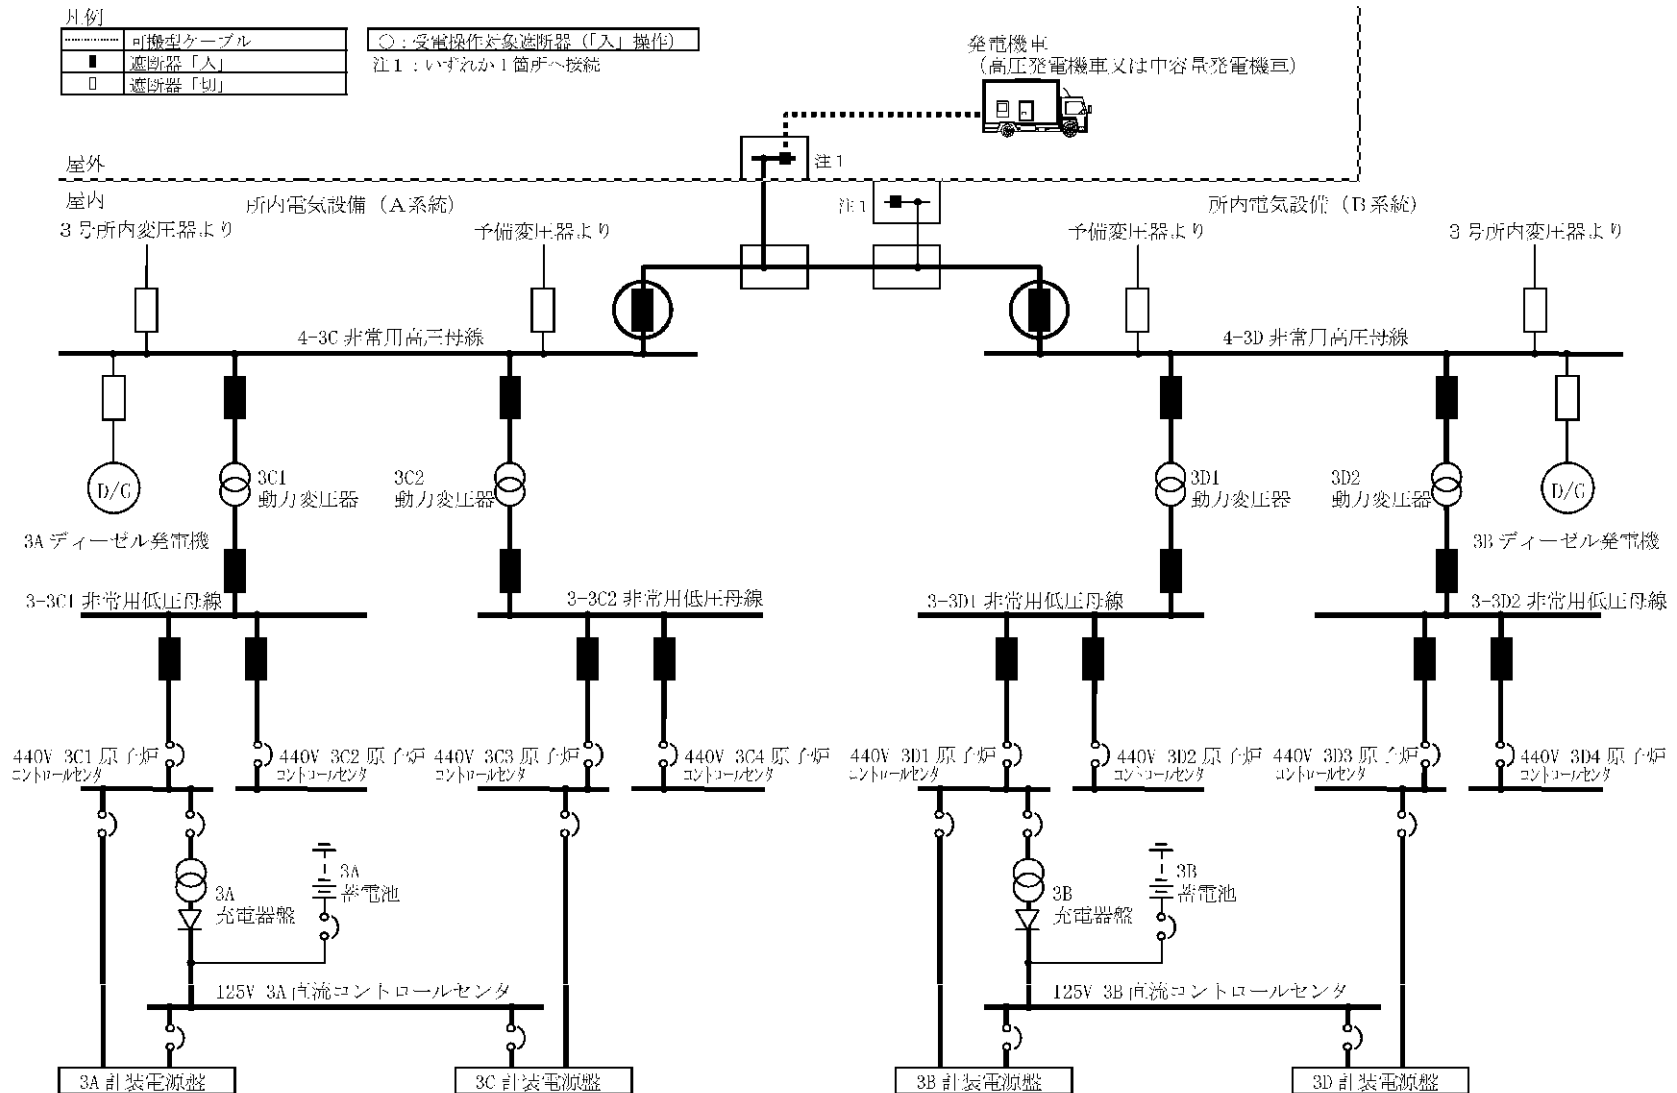 凡例
可搬型ケーブル
遮断器「入」
遮断器「切」
○：受電操作対象遮断器（「入」操作）
注1：いずれか1箇所へ接続
発電機車
（高圧発電機車又は中容量発電機車）
注1
屋外
屋内
所内電気設備（A系統）
注1
所内電気設備（B系統）
3号所内変圧器より
予備変圧器より
予備変圧器より
3号所内変圧器より
4-3C 非常用高圧母線
4-3D 非常用高圧母線
D/G
3C1
動力変圧器
3C2
動力変圧器
3D1
動力変圧器
3D2
動力変圧器
D/G
3A ディーゼル発電機
3B ディーゼル発電機
3-3C1 非常用低圧母線
3-3C2 非常用低圧母線
3-3D1 非常用低圧母線
3-3D2 非常用低圧母線
440V 3C1 原子炉
コントロールセンタ
440V 3C2 原子炉
コントロールセンタ
440V 3C3 原子炉
コントロールセンタ
440V 3C4 原子炉
コントロールセンタ
440V 3D1 原子炉
コントロールセンタ
440V 3D2 原子炉
コントロールセンタ
440V 3D3 原子炉
コントロールセンタ
440V 3D4 原子炉
コントロールセンタ
3A
充電器盤
3A
蓄電池
3B
充電器盤
3B
蓄電池
125V 3A 直流コントロールセンタ
125V 3B 直流コントロールセンタ
3A 計装電源盤
3C 計装電源盤
3B 計装電源盤
3D 計装電源盤